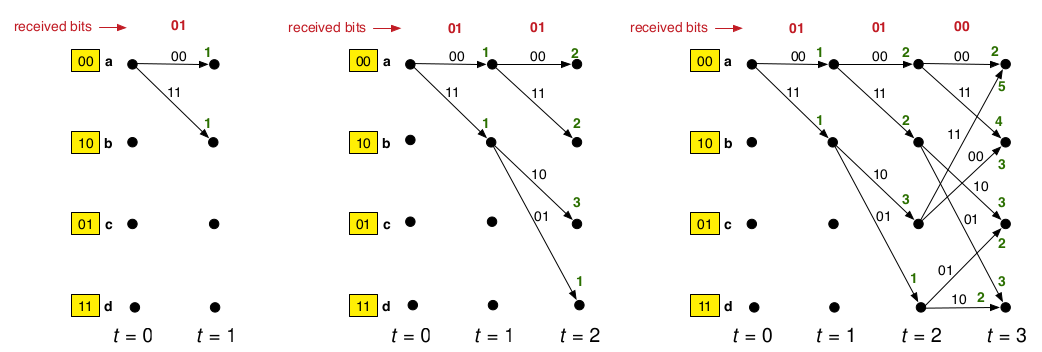 received bits 01
00 a 00 1
11
1
10 b
01 c
11 d
t = 0 t = 1
received bits 01 01
00 a 00 1 2
11 11
1 2
10 b
10
3
01 c 01
1
11 d
t = 0 t = 1 t = 2
received bits 01 01 00
00 a 00 1 00 2 00 2
5
11 11 11
1 2 11 4
10 b
00 3
10 10
3 3
01 c 01 01
2
1 01 3
11 d 10 2
t = 0 t = 1 t = 2 t = 3